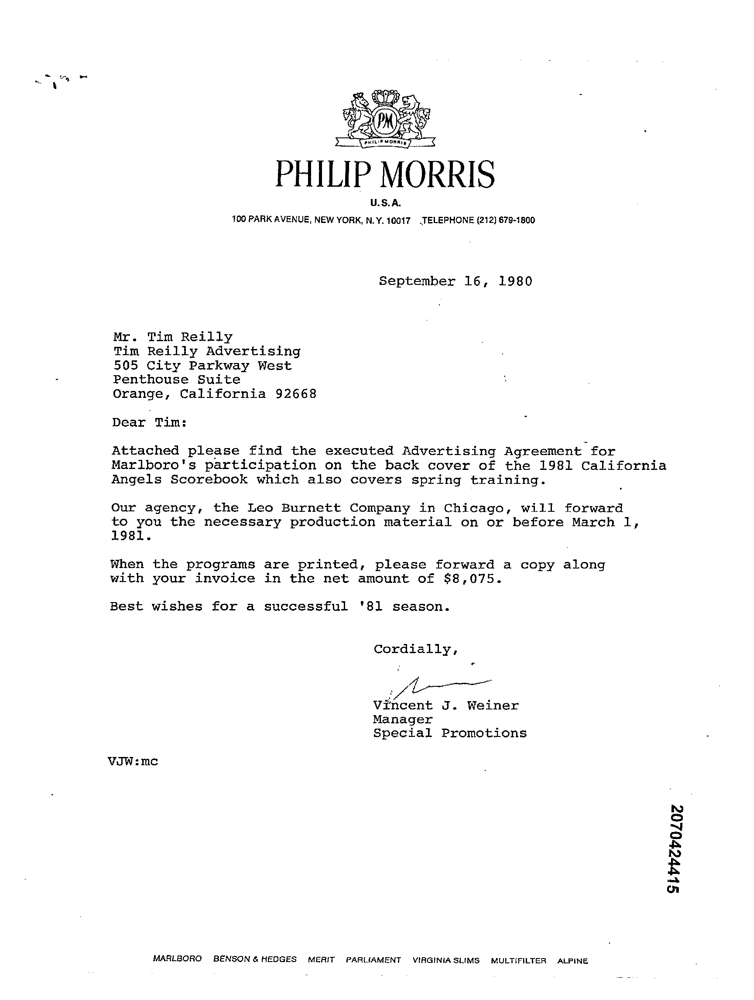 PM
PHILIP MORRIS
PHILIP MORRIS
U.S.A.
100 PARK AVENUE, NEW YORK, N.Y. 10017 TELEPHONE (212) 679-1800
September 16, 1980
Mr. Tim Reilly
Tim Reilly Advertising
505 City Parkway West
Penthouse Suite
Orange, California 92668
Dear Tim:
Attached please find the executed Advertising Agreement for
Marlboro's participation on the back cover of the 1981 California
Angels Scorebook which also covers spring training.
Our agency, the Leo Burnett Company in Chicago, will forward
to you the necessary production material on or before March 1,
1981.
When the programs are printed, please forward a copy along
with your invoice in the net amount of $8,075.
Best wishes for a successful '81 season.
Cordially,
Vincent J. Weiner
Manager
Special Promotions
VJW:mc
2070424415
MARLBORO BENSON & HEDGES MERIT PARLIAMENT VIRGINIA SLIMS MULTIFILTER ALPINE